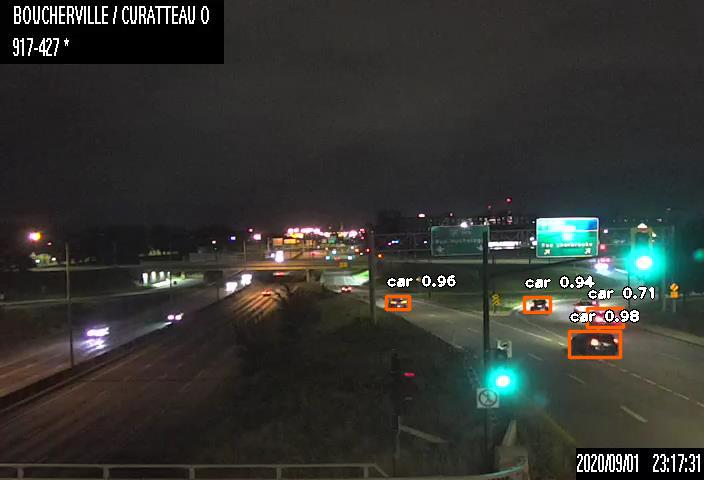 BOUCHERVILLE / CURATTEAU O
917-427 *
car 0.96
car 0.94
car 0.71
car 0.98
2020/09/01 23:17:31